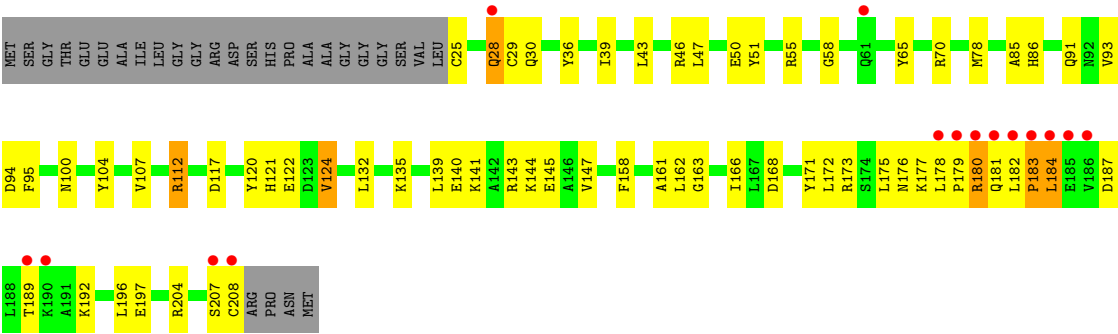 MET SER GLY THR GLU GLU ALA ILE LEU GLY GLY ARG ASP SER HIS PRO ALA ALA GLY GLY GLY SER VAL LEU C25 Q28 C29 Q30 Y36 I39 L43 R46 L47 E50 Y51 R55 G58 Q61 Y65 R70 M78 A85 H86 Q91 N92 V93
D94 F95 N100 Y104 V107 R112 D117 Y120 H121 E122 D123 V124 L132 K135 L139 E140 K141 A142 R143 K144 E145 A146 V147 F158 A161 L162 G163 I166 L167 D168 Y171 L172 R173 S174 L175 N176 K177 L178 P179 R180 Q181 L182 P183 L184 E185 V186 D187
L188 T189 K190 A191 K192 L196 E197 R204 S207 C208 ARG PRO ASN MET